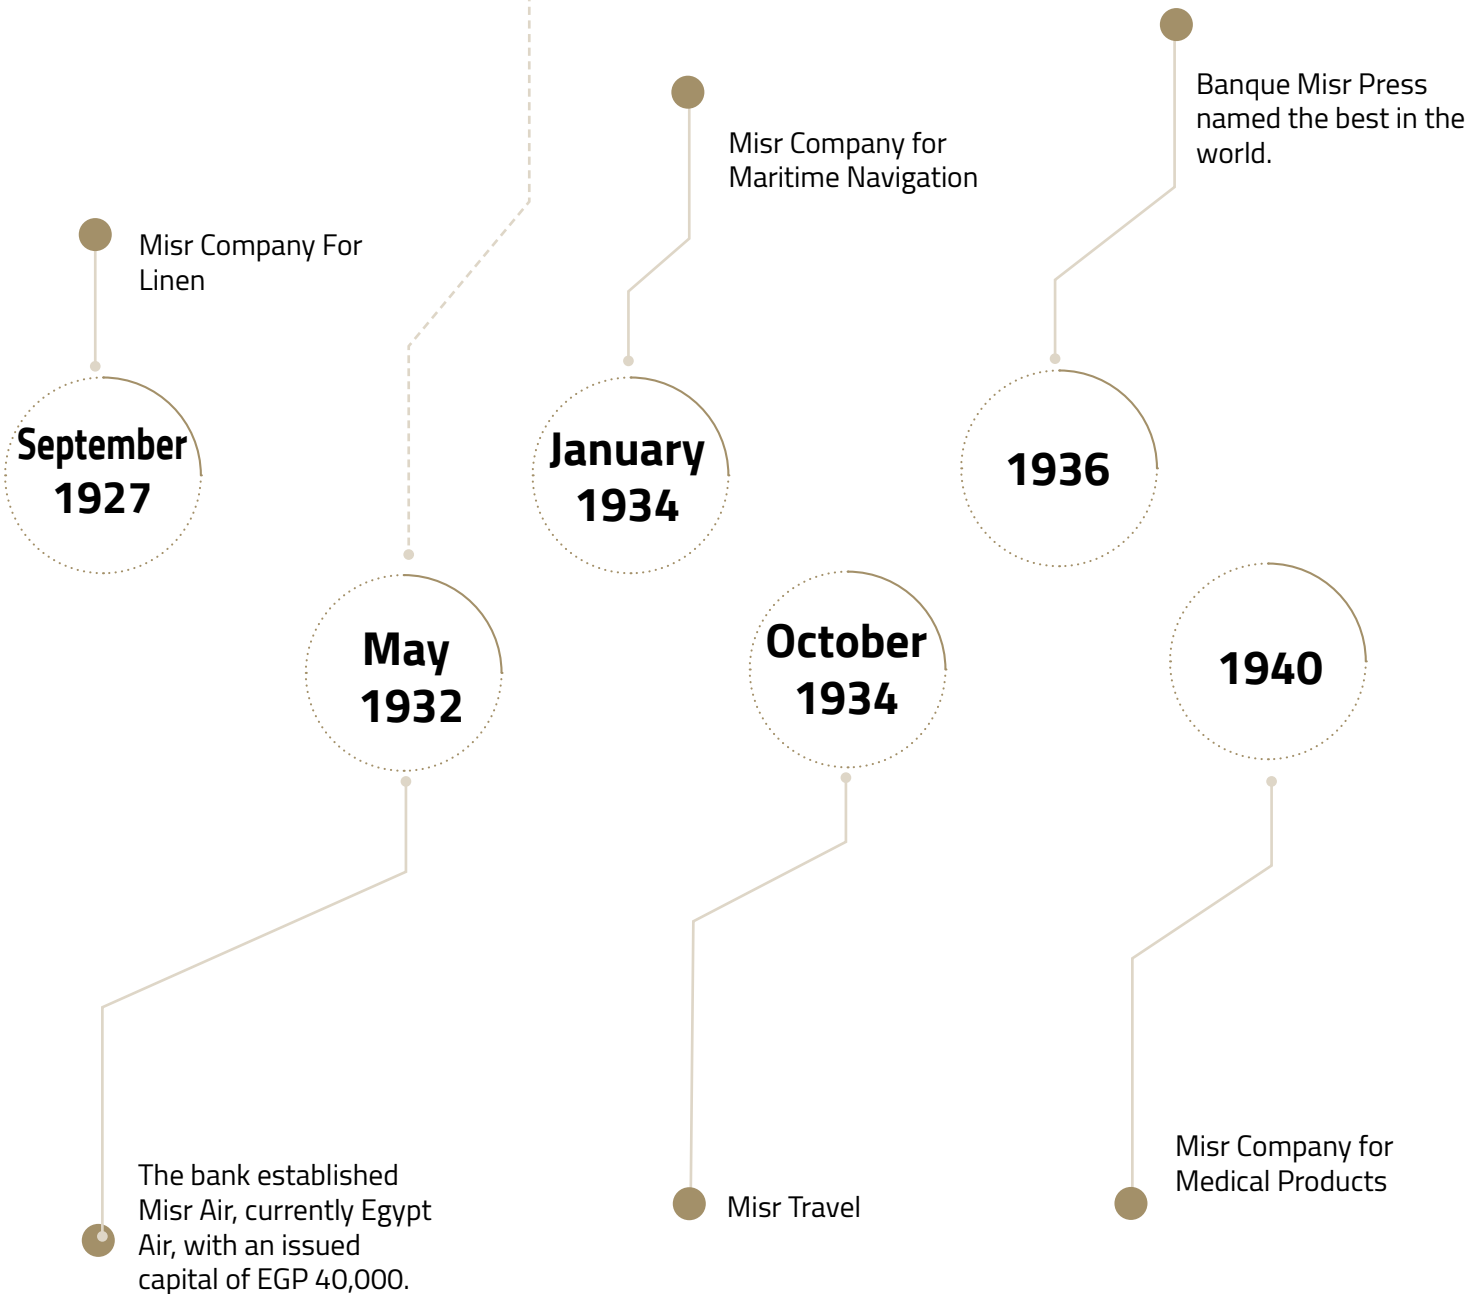 Misr Company For
Linen
September
1927
May
1932
The bank established
Misr Air, currently Egypt
Air, with an issued
capital of EGP 40,000.
Misr Company for
Maritime Navigation
January
1934
October
1934
Misr Travel
Banque Misr Press
named the best in the
world.
1936
1940
Misr Company for
Medical Products